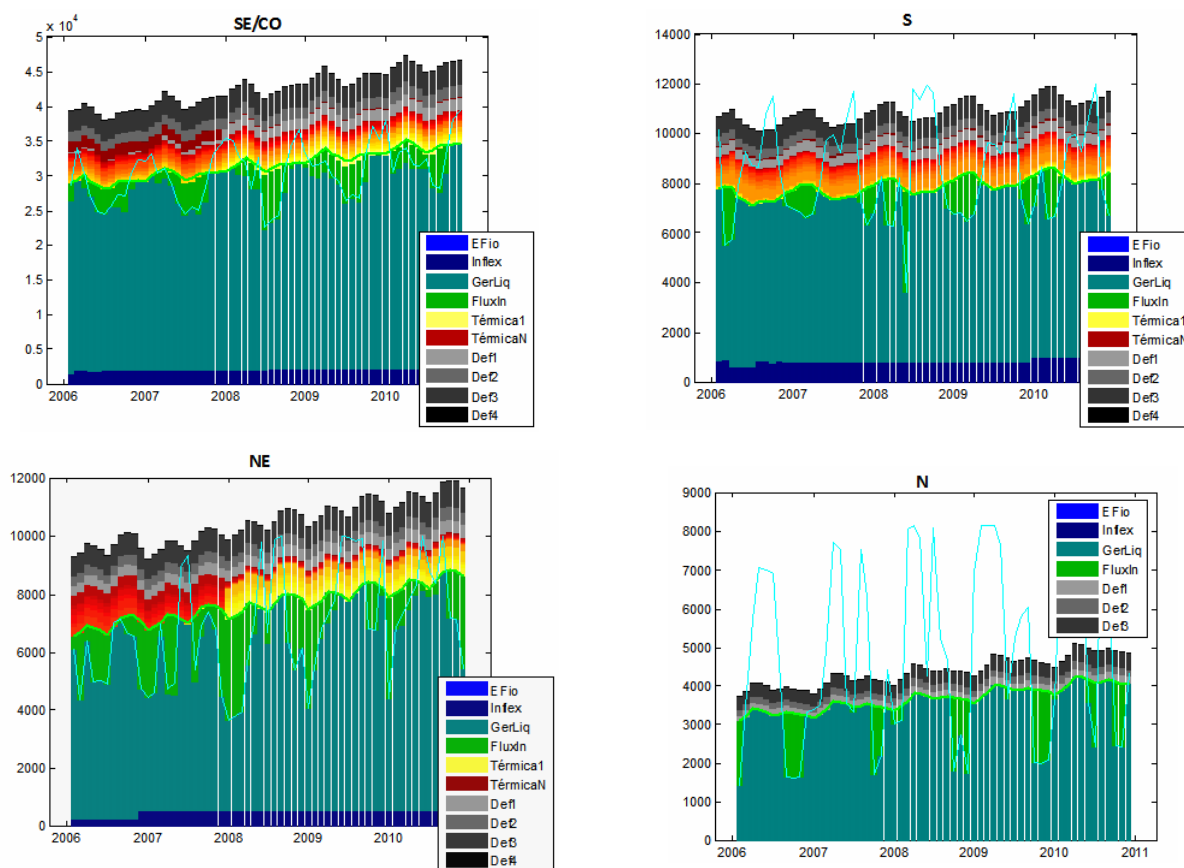 x 10⁴
SE/CO
5
4.5
4
3.5
3
2.5
2
1.5
1
0.5
0
2006 2007 2008 2009 2010
EFio
Inflex
GerLiq
FluxIn
Térmica1
TérmicaN
Def1
Def2
Def3
Def4
S
14000
12000
10000
8000
6000
4000
2000
0
2006 2007 2008 2009 2010
EFio
Inflex
GerLiq
FluxIn
Térmica1
TérmicaN
Def1
Def2
Def3
Def4
NE
12000
10000
8000
6000
4000
2000
0
2006 2007 2008 2009 2010
EFio
Inflex
GerLiq
FluxIn
Térmica1
TérmicaN
Def1
Def2
Def3
Def4
N
9000
8000
7000
6000
5000
4000
3000
2000
1000
0
2006 2007 2008 2009 2010 2011
EFio
Inflex
GerLiq
FluxIn
Def1
Def2
Def3